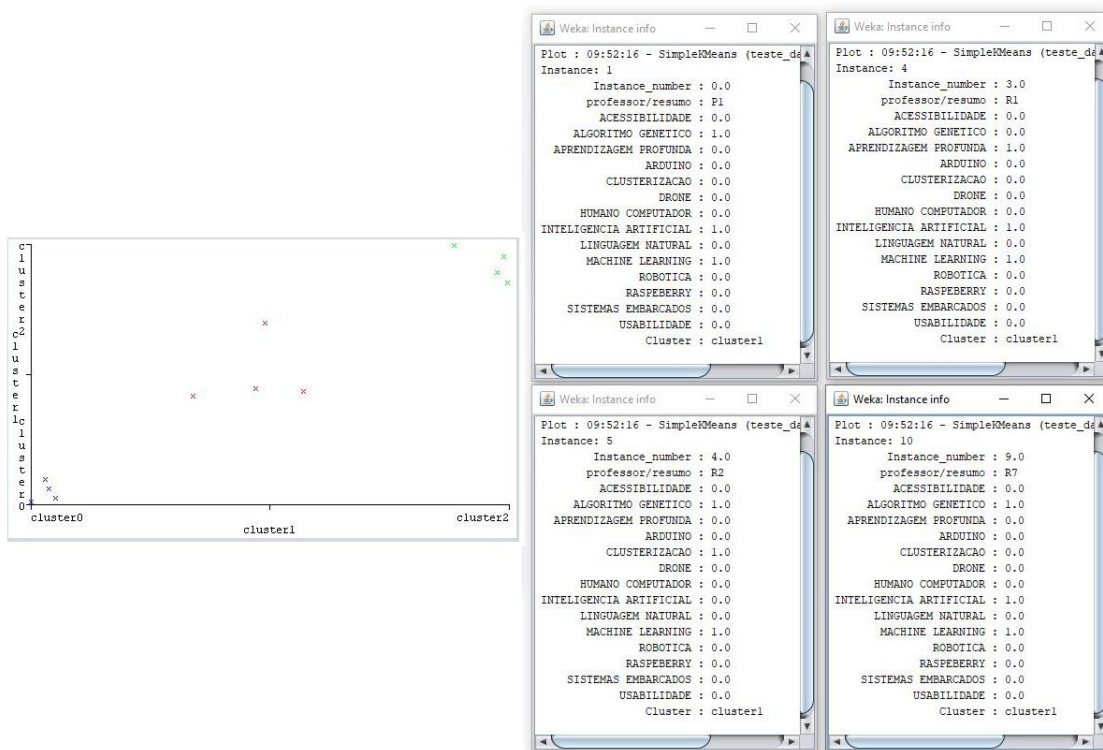 cluster2
cluster1
cluster0
cluster0
cluster1
cluster2
Weka: Instance info
Plot : 09:52:16 - SimpleKMeans (teste_da
Instance: 1
Instance_number : 0.0
professor/resumo : P1
ACESSIBILIDADE : 0.0
ALGORITMO GENETICO : 1.0
APRENDIZAGEM PROFUNDA : 0.0
ARDUINO : 0.0
CLUSTERIZACAO : 0.0
DRONE : 0.0
HUMANO COMPUTADOR : 0.0
INTELIGENCIA ARTIFICIAL : 1.0
LINGUAGEM NATURAL : 0.0
MACHINE LEARNING : 1.0
ROBOTICA : 0.0
RASPEBERRY : 0.0
SISTEMAS EMBARCADOS : 0.0
USABILIDADE : 0.0
Cluster : cluster1
Weka: Instance info
Plot : 09:52:16 - SimpleKMeans (teste_da
Instance: 4
Instance_number : 3.0
professor/resumo : R1
ACESSIBILIDADE : 0.0
ALGORITMO GENETICO : 0.0
APRENDIZAGEM PROFUNDA : 1.0
ARDUINO : 0.0
CLUSTERIZACAO : 0.0
DRONE : 0.0
HUMANO COMPUTADOR : 0.0
INTELIGENCIA ARTIFICIAL : 1.0
LINGUAGEM NATURAL : 0.0
MACHINE LEARNING : 1.0
ROBOTICA : 0.0
RASPEBERRY : 0.0
SISTEMAS EMBARCADOS : 0.0
USABILIDADE : 0.0
Cluster : cluster1
Weka: Instance info
Plot : 09:52:16 - SimpleKMeans (teste_da
Instance: 5
Instance_number : 4.0
professor/resumo : R2
ACESSIBILIDADE : 0.0
ALGORITMO GENETICO : 1.0
APRENDIZAGEM PROFUNDA : 0.0
ARDUINO : 0.0
CLUSTERIZACAO : 1.0
DRONE : 0.0
HUMANO COMPUTADOR : 0.0
INTELIGENCIA ARTIFICIAL : 0.0
LINGUAGEM NATURAL : 0.0
MACHINE LEARNING : 1.0
ROBOTICA : 0.0
RASPEBERRY : 0.0
SISTEMAS EMBARCADOS : 0.0
USABILIDADE : 0.0
Cluster : cluster1
Weka: Instance info
Plot : 09:52:16 - SimpleKMeans (teste_da
Instance: 10
Instance_number : 9.0
professor/resumo : R7
ACESSIBILIDADE : 0.0
ALGORITMO GENETICO : 1.0
APRENDIZAGEM PROFUNDA : 0.0
ARDUINO : 0.0
CLUSTERIZACAO : 0.0
DRONE : 0.0
HUMANO COMPUTADOR : 0.0
INTELIGENCIA ARTIFICIAL : 1.0
LINGUAGEM NATURAL : 0.0
MACHINE LEARNING : 1.0
ROBOTICA : 0.0
RASPEBERRY : 0.0
SISTEMAS EMBARCADOS : 0.0
USABILIDADE : 0.0
Cluster : cluster1